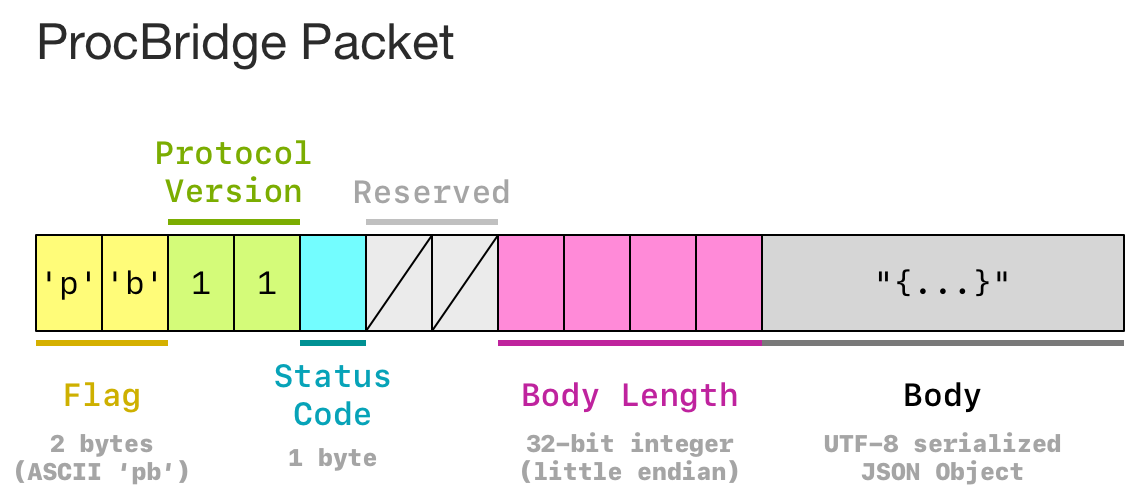 ProcBridge Packet
Protocol
Version
Reserved
'p' 'b' 1 1 "{...}"
Flag
2 bytes
(ASCII 'pb')
Status
Code
1 byte
Body Length
32-bit integer
(little endian)
Body
UTF-8 serialized
JSON Object